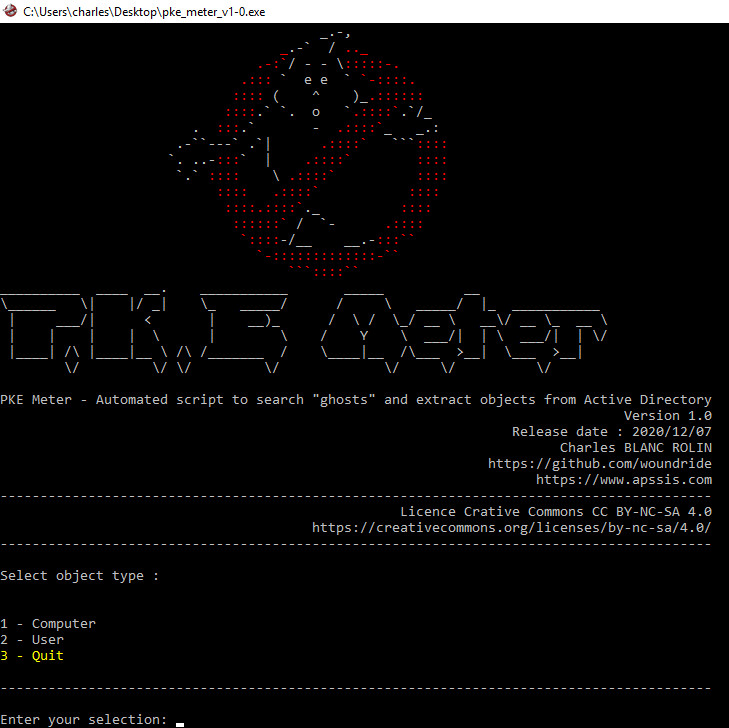 C:\Users\charles\Desktop\pke_meter_v1-0.exe
P.K.E Meter
PKE Meter - Automated script to search "ghosts" and extract objects from Active Directory
Version 1.0
Release date : 2020/12/07
Charles BLANC ROLIN
https://github.com/woundride
https://www.apssis.com
Licence Crative Commons CC BY-NC-SA 4.0
https://creativecommons.org/licenses/by-nc-sa/4.0/
Select object type :
1 - Computer
2 - User
3 - Quit
Enter your selection: